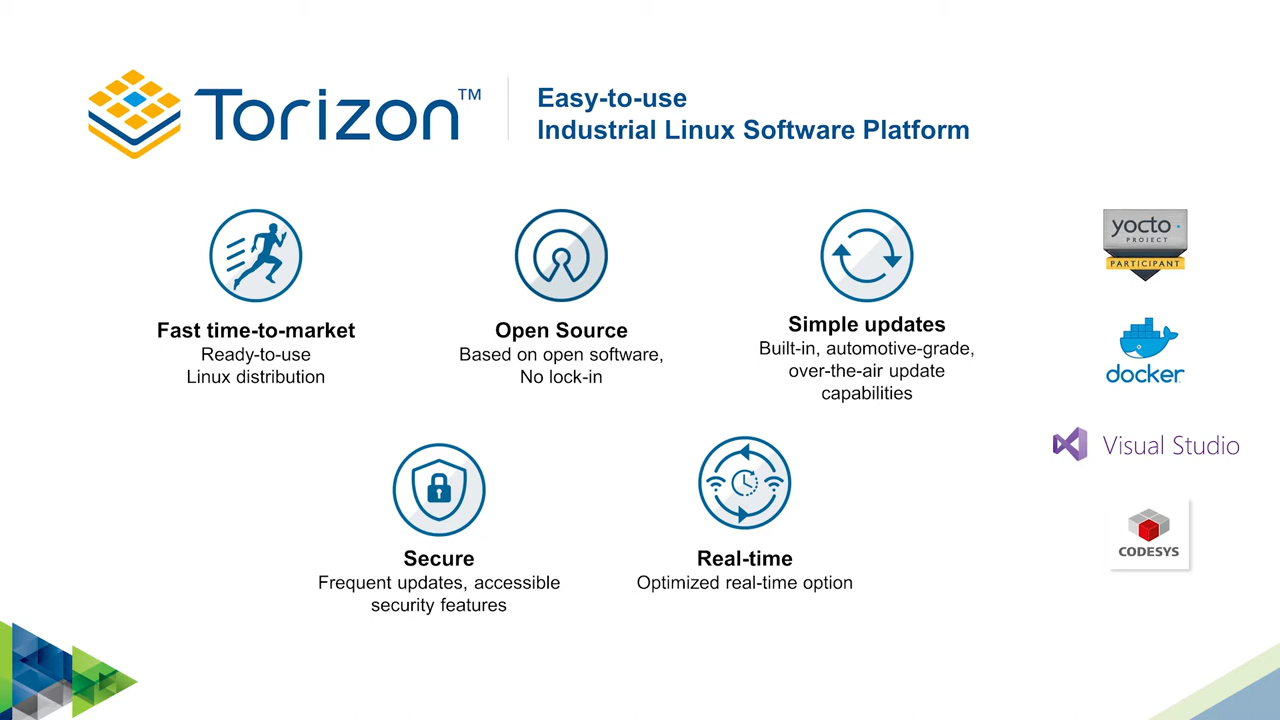 Torizon™
Easy-to-use
Industrial Linux Software Platform
Fast time-to-market
Ready-to-use
Linux distribution
Open Source
Based on open software,
No lock-in
Simple updates
Built-in, automotive-grade,
over-the-air update
capabilities
Secure
Frequent updates, accessible
security features
Real-time
Optimized real-time option
yocto
PROJECT
PARTICIPANT
docker
Visual Studio
CODESYS